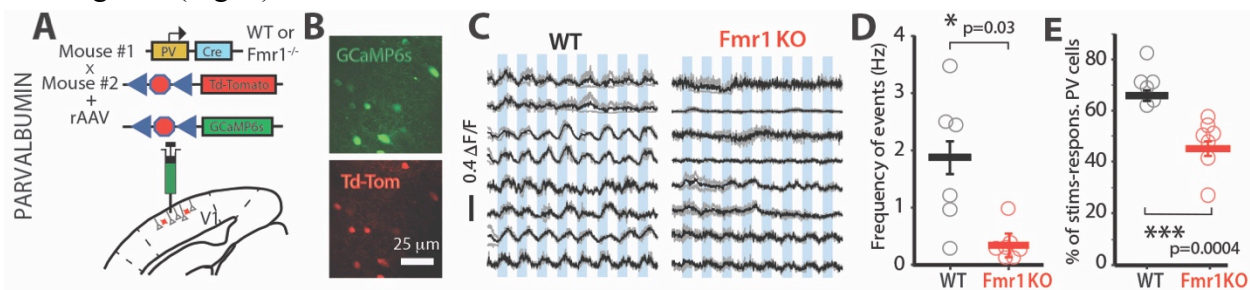 A
Mouse #1
x
Mouse #2
+
rAAV
PV
Cre
WT or
Fmr1-/-
Td-Tomato
GCaMP6s
V1
PARVALBUMIN
B
GCaMP6s
Td-Tom
25 μm
C
WT
Fmr1 KO
0.4 ΔF/F
D
* p=0.03
Frequency of events (Hz)
4
3
2
1
0
WT
Fmr1 KO
E
% of stims-respons. PV cells
80
60
40
20
0
***
p=0.0004
WT
Fmr1KO